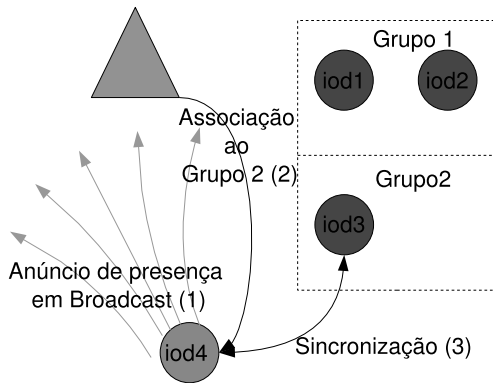 Grupo 1
iod1
iod2
Associação
ao
Grupo 2 (2)
Grupo2
iod3
Anúncio de presença
em Broadcast (1)
iod4
Sincronização (3)